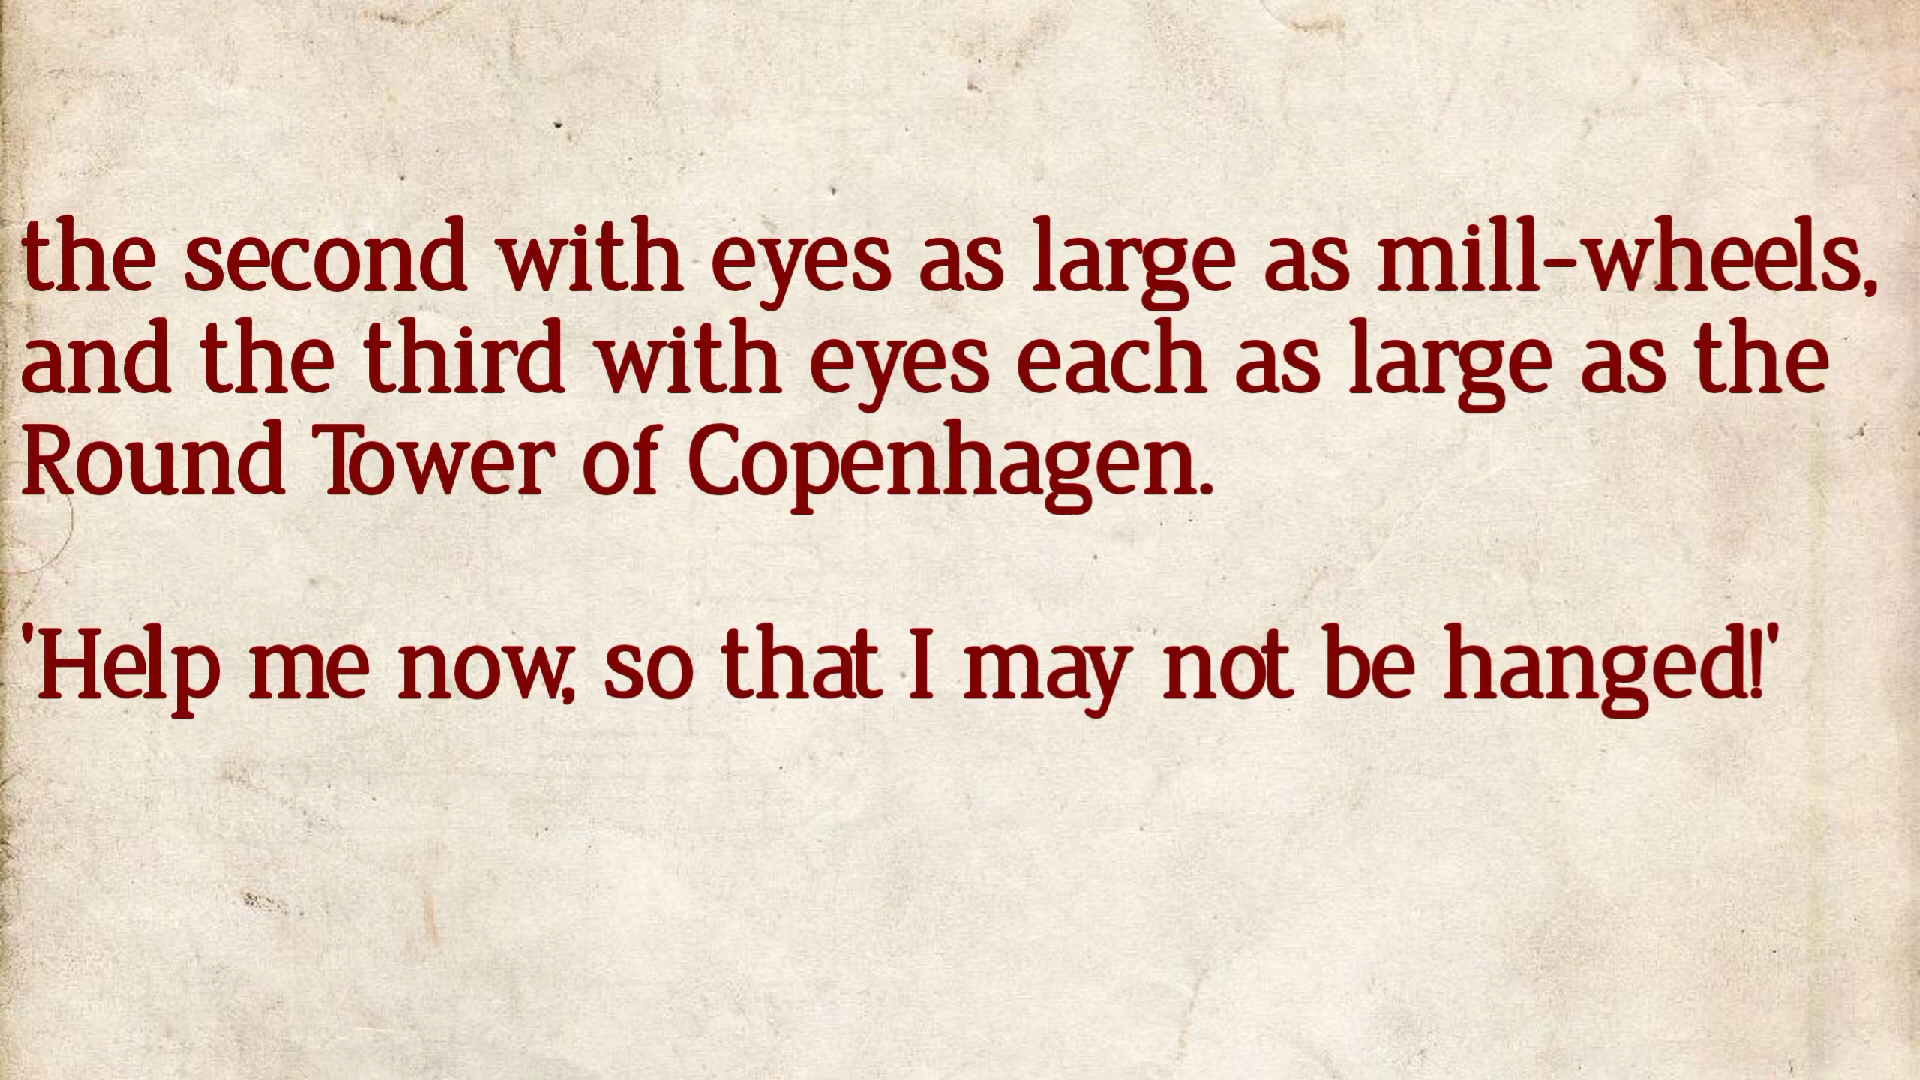 the second with eyes as large as mill-wheels,
and the third with eyes each as large as the
Round Tower of Copenhagen.
'Help me now, so that I may not be hanged!'